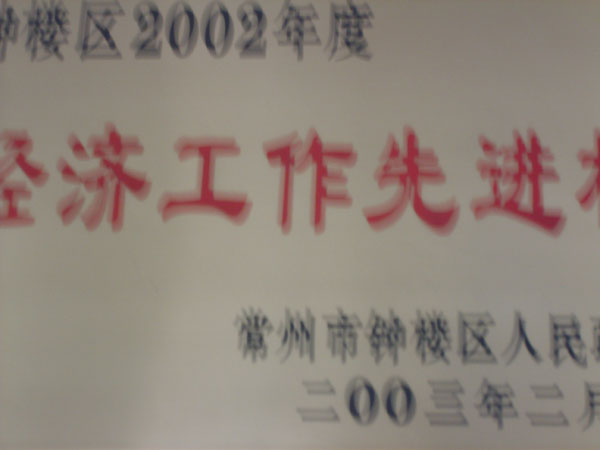 钟楼区2002年度
经济工作先进
常州市钟楼区人民政
二00三年二月